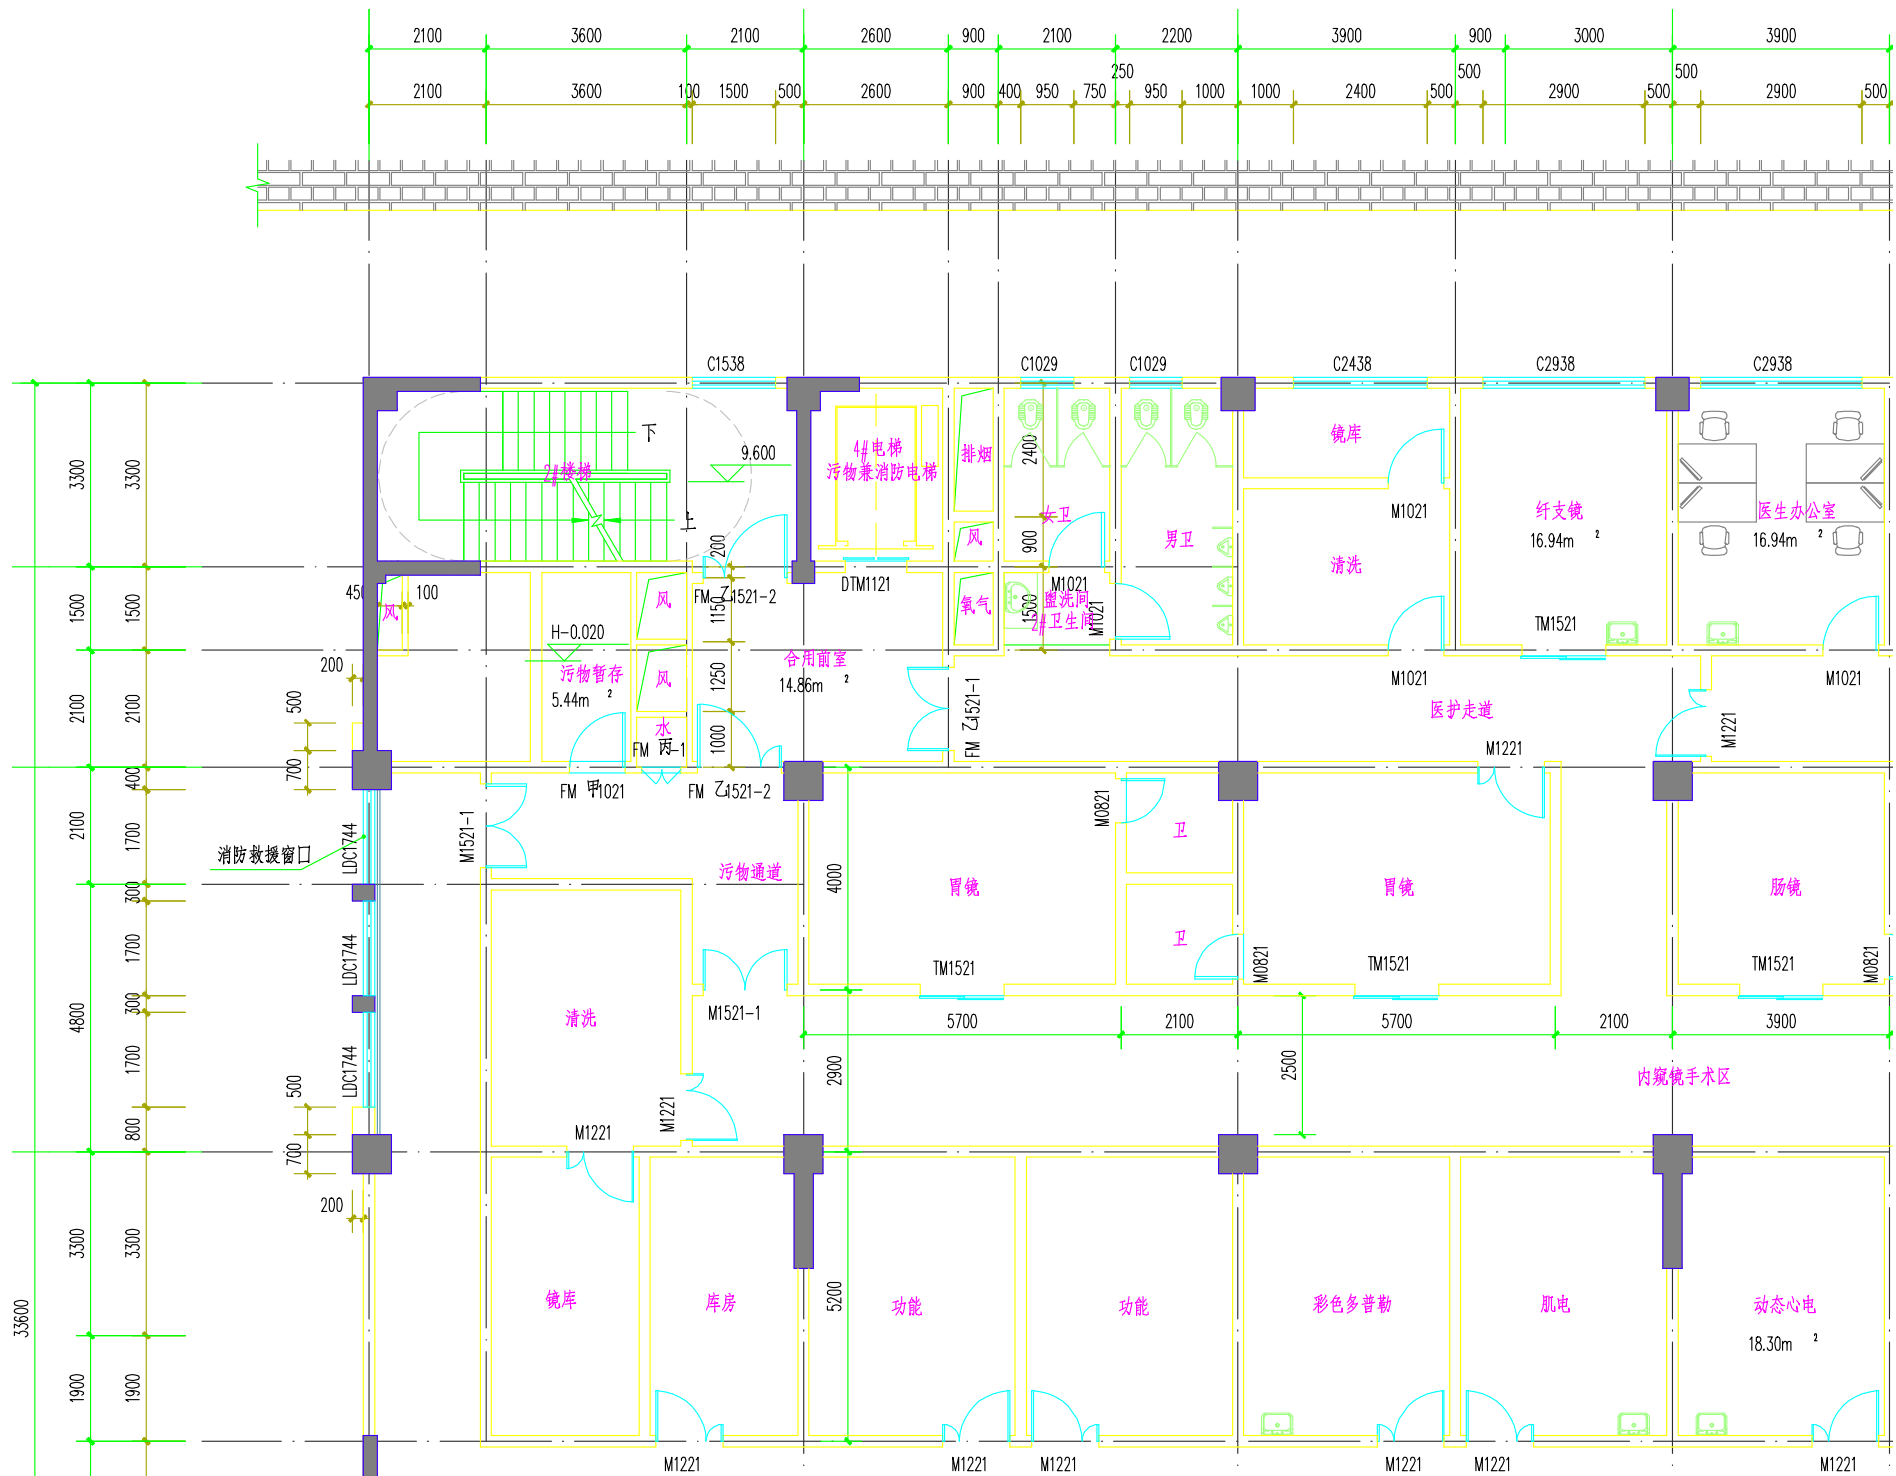 2100 3600 2100 2600 900 2100 2200 3900 900 3000 3900
250 500 500
2100 3600 100 1500 500 2600 900 400 950 750 950 1000 1000 2400 500 2900 500 2900 500
C1538 C1029 C1029 C2438 C2938 C2938
下
2#楼梯
上
9.600
4#电梯
污物兼消防电梯
排烟
2400
女卫
男卫
镜库
M1021
纤支镜
16.94m 2
医生办公室
16.94m 2
3300 3300
200
风
900
清洗
FM 乙1521-2
DTM1121
M1021
450 100
风
风
1150
氧气
1500
盥洗间
2#卫生间
M1021
TM1521
1500 1500
H-0.020
污物暂存
5.44m 2
风
1250
合用前室
14.86m 2
M1021
M1021
200
500
2100 2100
水
FM 丙 -1
1000
FM 乙1521-1
医护走道
M1221
M1221
700
400
FM 甲1021
FM 乙1521-2
M1521-1
M0821
2100
1700
LDC1744
消防救援窗口
污物通道
4000
胃镜
卫
胃镜
肠镜
300
1700
LDC1744
卫
TM1521
M0821
TM1521
TM1521
M0821
300
4800
清洗
M1521-1
5700 2100 5700 2100 3900
1700
LDC1744
2900
2500
内窥镜手术区
500
800
M1221
M1221
700
200
3300 3300
33600
镜库
库房
5200
功能
功能
彩色多普勒
肌电
动态心电
18.30m 2
1900 1900
M1221 M1221 M1221 M1221 M1221 M1221